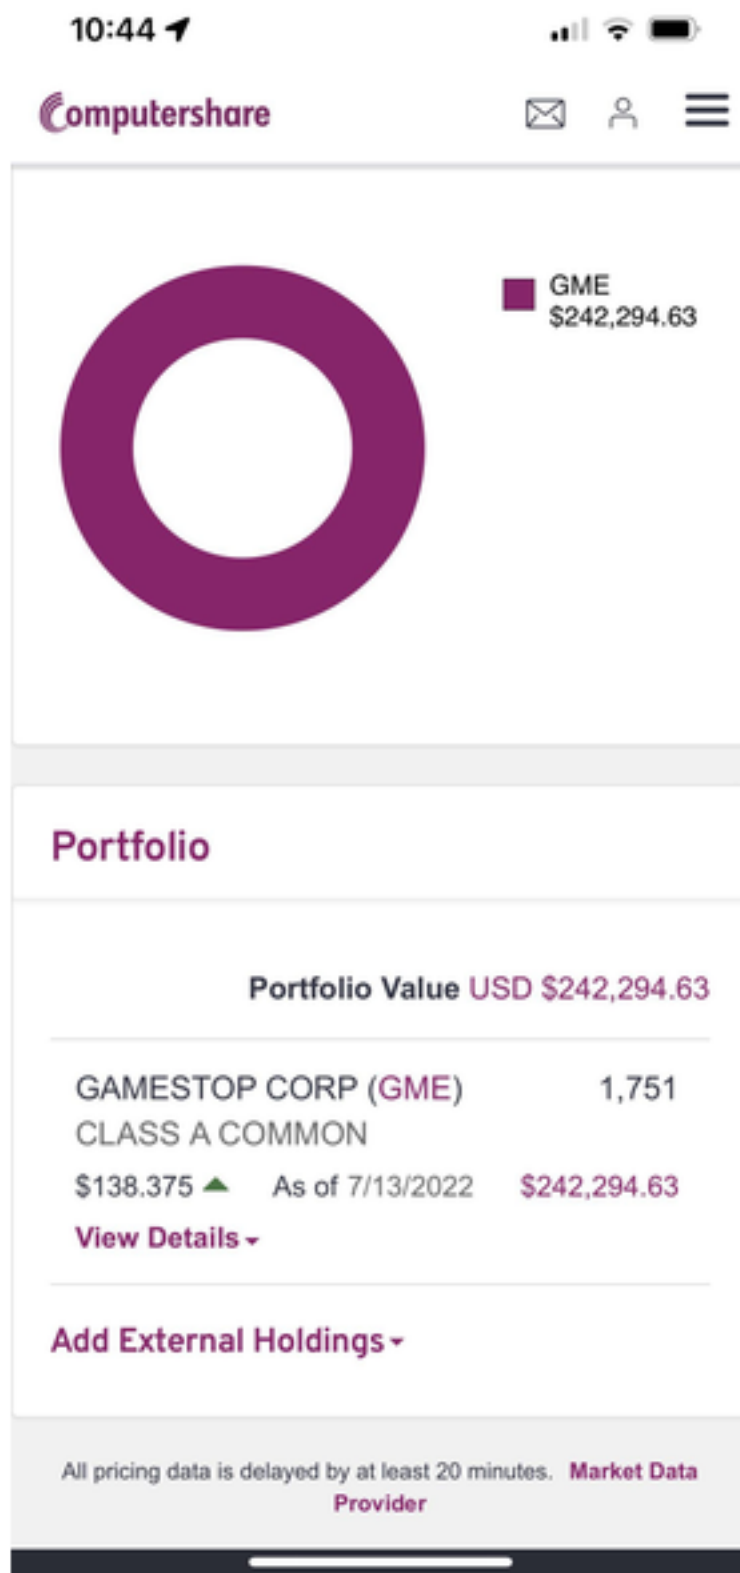 10:44
Computershare
GME
$242,294.63
Portfolio
Portfolio Value USD $242,294.63
GAMESTOP CORP (GME) 1,751
CLASS A COMMON
$138.375 As of 7/13/2022 $242,294.63
View Details
Add External Holdings
All pricing data is delayed by at least 20 minutes. Market Data
Provider